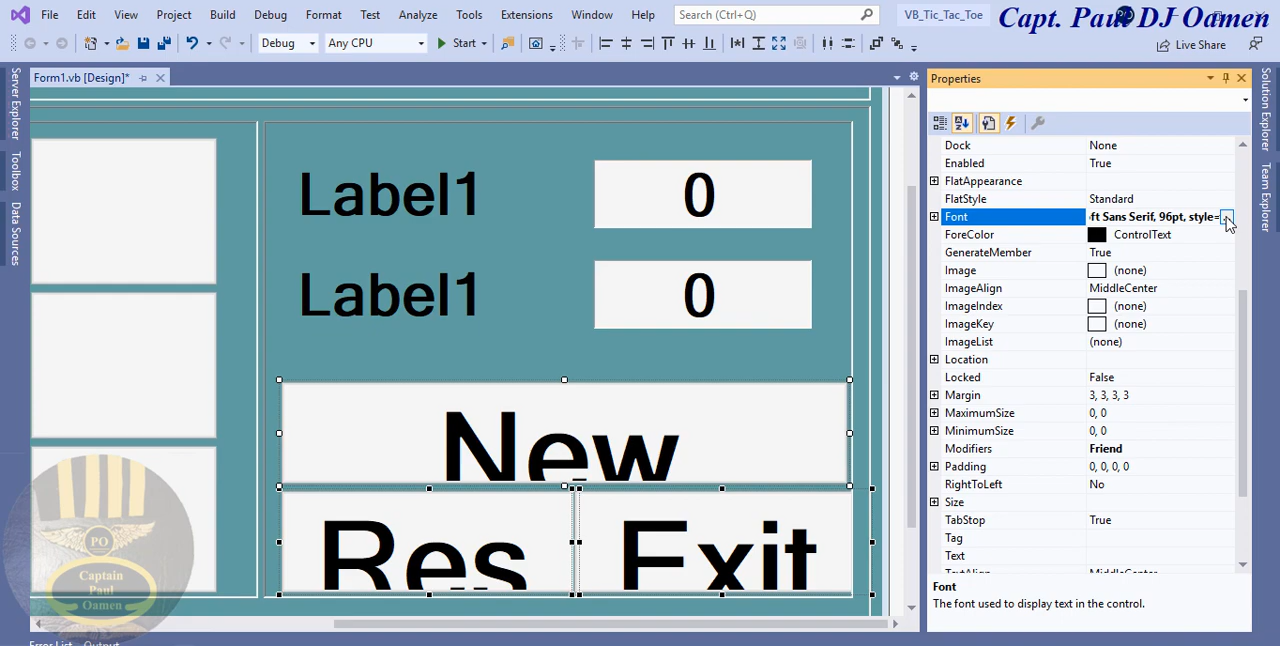 File Edit View Project Build Debug Format Test Analyze Tools Extensions Window Help Search (Ctrl+Q) VB_Tic_Tac_Toe
Capt. Paul DJ Oamen
Debug Any CPU Start Live Share
Form1.vb [Design]*
Server Explorer
Toolbox
Data Sources
Label1 0
Label1 0
New
Res Exit
PO
Captain
Paul
Oamen
Error List Output
Properties
Dock None
Enabled True
FlatAppearance
FlatStyle Standard
Font ft Sans Serif, 96pt, style=
ForeColor ControlText
GenerateMember True
Image (none)
ImageAlign MiddleCenter
ImageIndex (none)
ImageKey (none)
ImageList (none)
Location
Locked False
Margin 3, 3, 3, 3
MaximumSize 0, 0
MinimumSize 0, 0
Modifiers Friend
Padding 0, 0, 0, 0
RightToLeft No
Size
TabStop True
Tag
Text
TextAlign MiddleCenter
Font
The font used to display text in the control.
Solution Explorer
Team Explorer